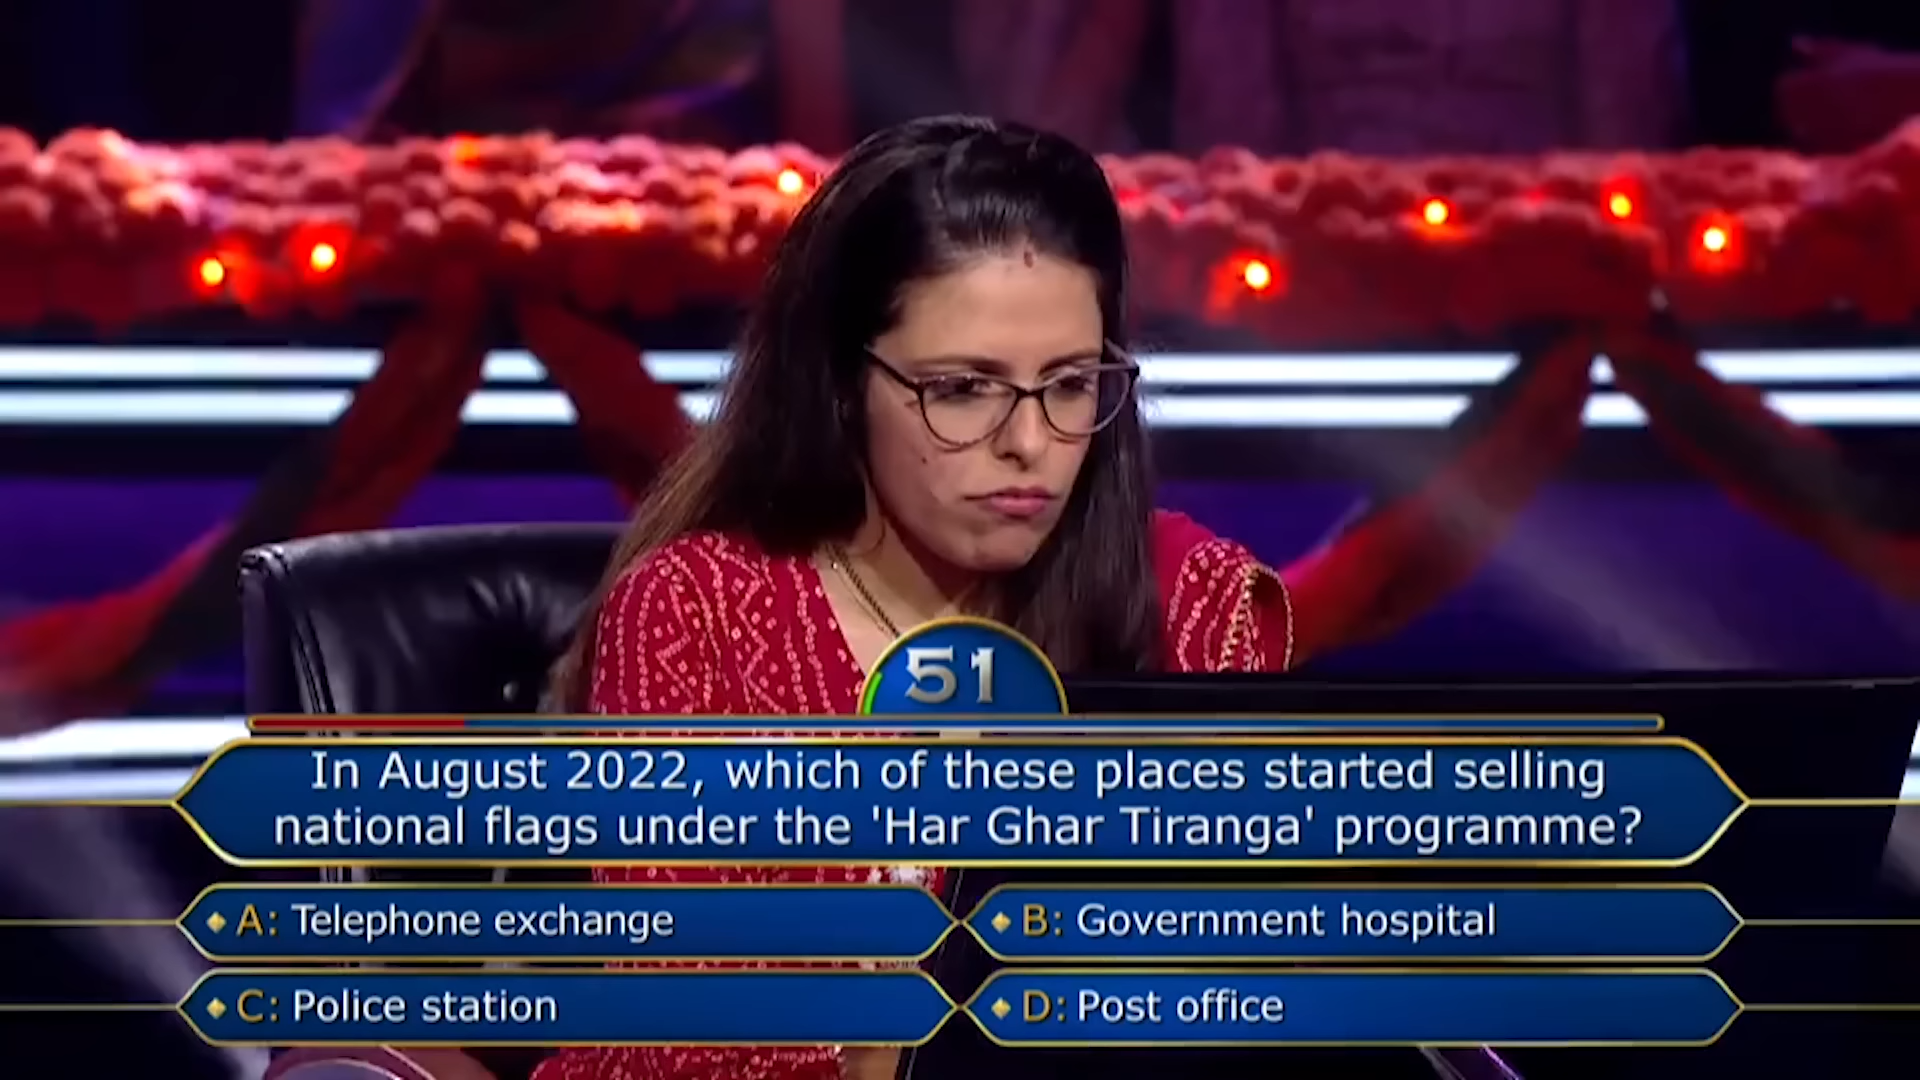 51
In August 2022, which of these places started selling
national flags under the 'Har Ghar Tiranga' programme?
A: Telephone exchange
B: Government hospital
C: Police station
D: Post office